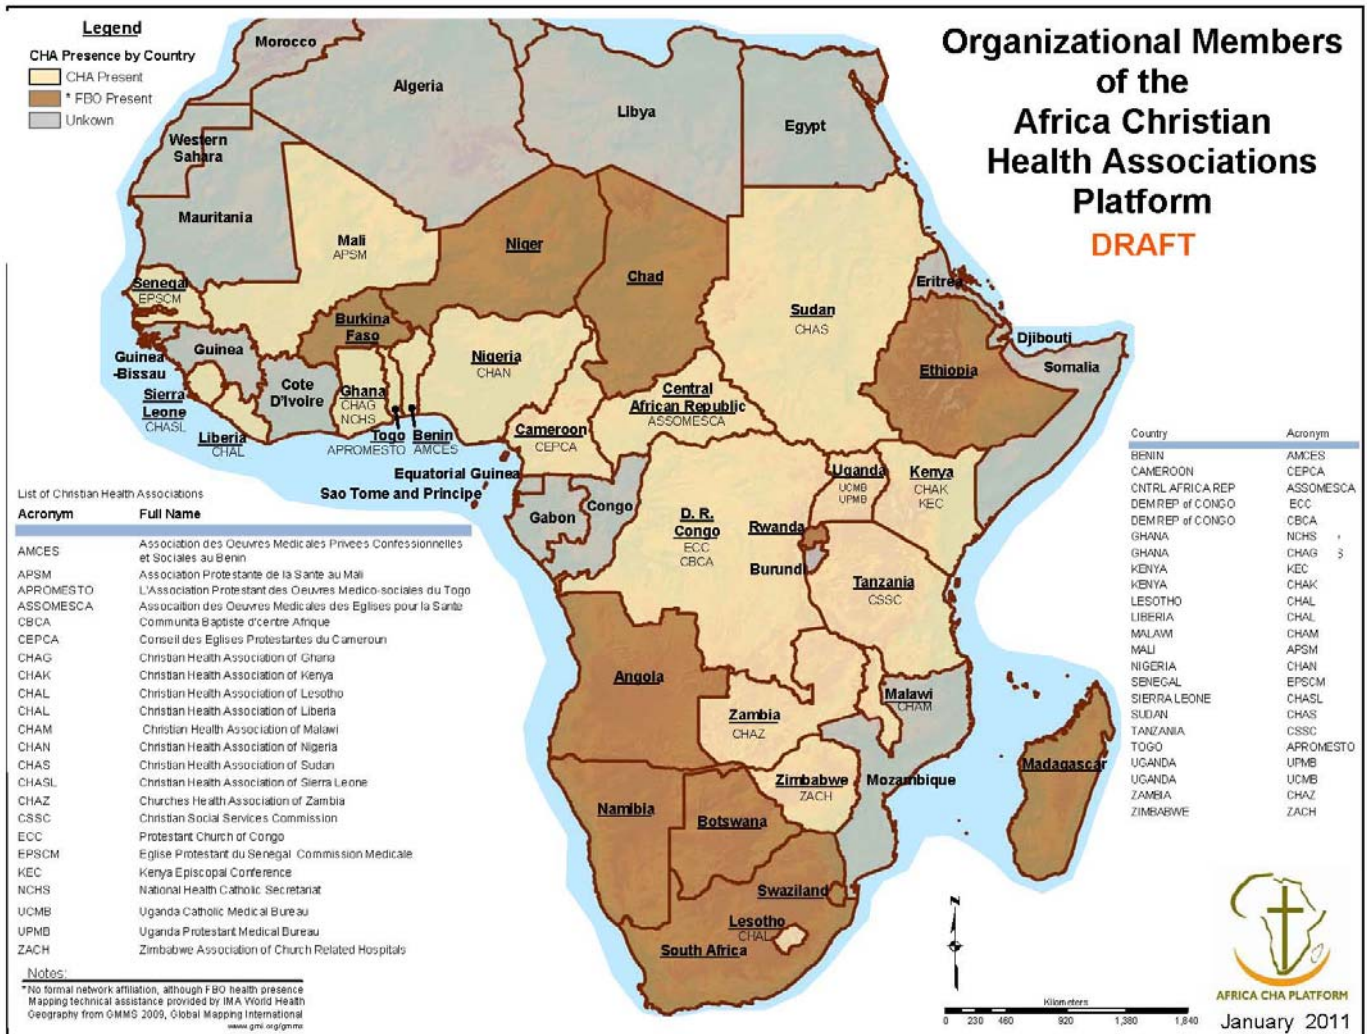 Legend
CHA Presence by Country
CHA Present
* FBO Present
Unkown
Organizational Members
of the
Africa Christian
Health Associations
Platform
DRAFT
Morocco
Algeria
Libya
Egypt
Western
Sahara
Mauritania
Mali
APSM
Niger
Chad
Sudan
CHAS
Eritrea
Djibouti
Somalia
Ethiopia
Senegal
EPSCM
Burkina
Faso
Guinea
Guinea
-Bissau
Sierra
Leone
CHASL
Liberia
CHAL
Cote
D'Ivoire
Ghana
CHAG
NCHS
Togo
APROMESTO
Benin
AMCES
Nigeria
CHAN
Cameroon
CEPCA
Central
African Republic
ASSOMESCA
Equatorial Guinea
Sao Tome and Principe
Gabon
Congo
D. R.
Congo
ECC
CBCA
Uganda
UCMB
UPMB
Kenya
CHAK
KEC
Rwanda
Burundi
Tanzania
CSSC
Angola
Zambia
CHAZ
Malawi
CHAM
Mozambique
Zimbabwe
ZACH
Madagascar
Namibia
Botswana
Swaziland
Lesotho
CHAL
South Africa
List of Christian Health Associations
Acronym Full Name
AMCES Association des Oeuvres Medicales Privees Confessionnelles
et Sociales au Benin
APSM Association Protestante de la Sante au Mali
APROMESTO L'Association Protestant des Oeuvres Medico-sociales du Togo
ASSOMESCA Assocaition des Oeuvres Medicales des Eglises pour la Sante
CBCA Communita Baptiste d'centre Afrique
CEPCA Conseil des Eglises Protestantes du Cameroun
CHAG Christian Health Association of Ghana
CHAK Christian Health Association of Kenya
CHAL Christian Health Association of Lesotho
CHAL Christian Health Association of Liberia
CHAM Christian Health Association of Malawi
CHAN Christian Health Association of Nigeria
CHAS Christian Health Association of Sudan
CHASL Christian Health Association of Sierra Leone
CHAZ Churches Health Association of Zambia
CSSC Christian Social Services Commission
ECC Protestant Church of Congo
EPSCM Eglise Protestant du Senegal Commission Medicale
KEC Kenya Episcopal Conference
NCHS National Health Catholic Secretariat
UCMB Uganda Catholic Medical Bureau
UPMB Uganda Protestant Medical Bureau
ZACH Zimbabwe Association of Church Related Hospitals
Notes:
*No formal network affiliation, although FBO health presence
Mapping technical assistance provided by IMA World Health
Geography from GMMS 2009, Global Mapping International
www.gmi.org/gmms
Country Acronym
BENIN AMCES
CAMEROON CEPCA
CNTRL AFRICA REP ASSOMESCA
DEM REP of CONGO ECC
DEM REP of CONGO CBCA
GHANA NCHS
GHANA CHAG S
KENYA KEC
KENYA CHAK
LESOTHO CHAL
LIBERIA CHAL
MALAWI CHAM
MALI APSM
NIGERIA CHAN
SENEGAL EPSCM
SIERRA LEONE CHASL
SUDAN CHAS
TANZANIA CSSC
TOGO APROMESTO
UGANDA UPMB
UGANDA UCMB
ZAMBIA CHAZ
ZIMBABWE ZACH
N
Kilometers
0 230 460 920 1,380 1,840
AFRICA CHA PLATFORM
January 2011